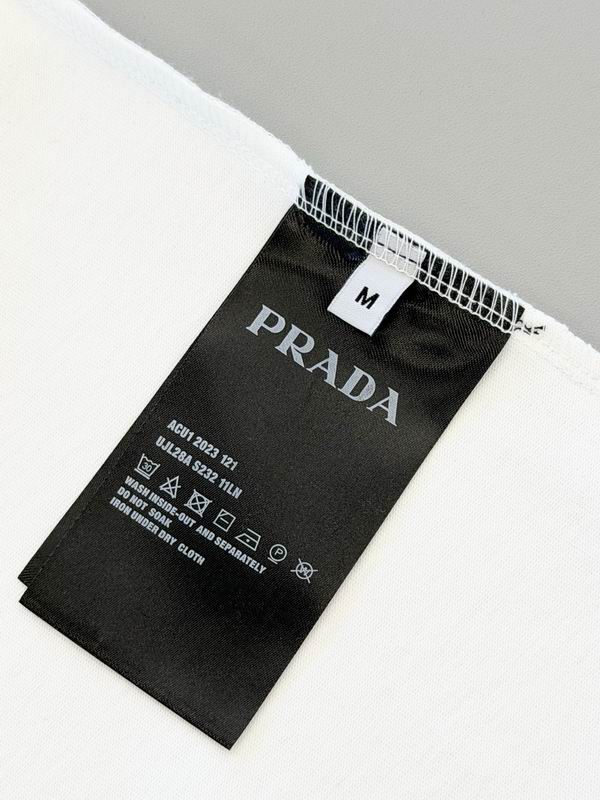 M
PRADA
ACU1 2023 121
UJL28A S232 11LN
30
P
W
WASH INSIDE-OUT AND SEPARATELY
DO NOT SOAK
IRON UNDER DRY CLOTH